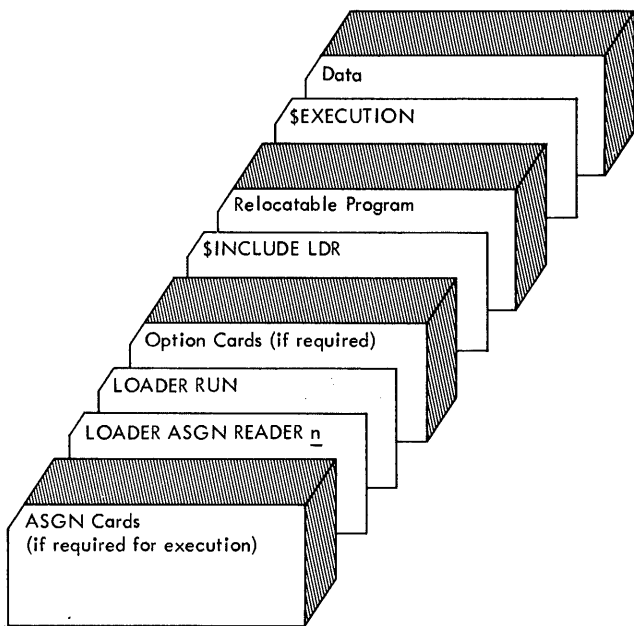 Data
$EXECUTION
Relocatable Program
$INCLUDE LDR
Option Cards (if required)
LOADER RUN
LOADER ASGN READER n
ASGN Cards
(if required for execution)